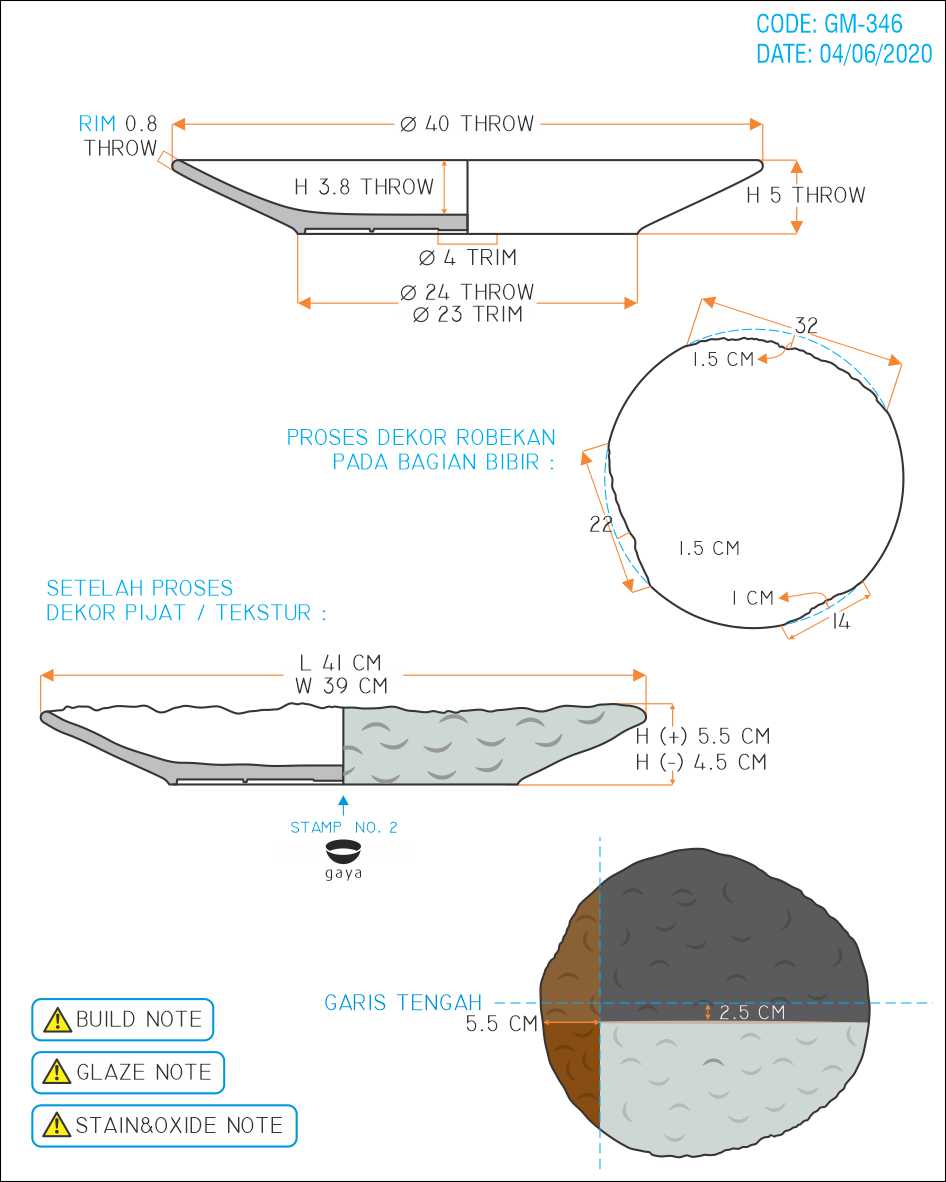 CODE: GM-346
DATE: 04/06/2020
RIM 0.8
THROW
Ø 40 THROW
H 3.8 THROW
H 5 THROW
Ø 4 TRIM
Ø 24 THROW
Ø 23 TRIM
32
1.5 CM
PROSES DEKOR ROBEKAN
PADA BAGIAN BIBIR :
22
1.5 CM
1 CM
14
SETELAH PROSES
DEKOR PIJAT / TEKSTUR :
L 41 CM
W 39 CM
H (+) 5.5 CM
H (-) 4.5 CM
STAMP NO. 2
gaya
GARIS TENGAH
5.5 CM
2.5 CM
BUILD NOTE
GLAZE NOTE
STAIN&OXIDE NOTE